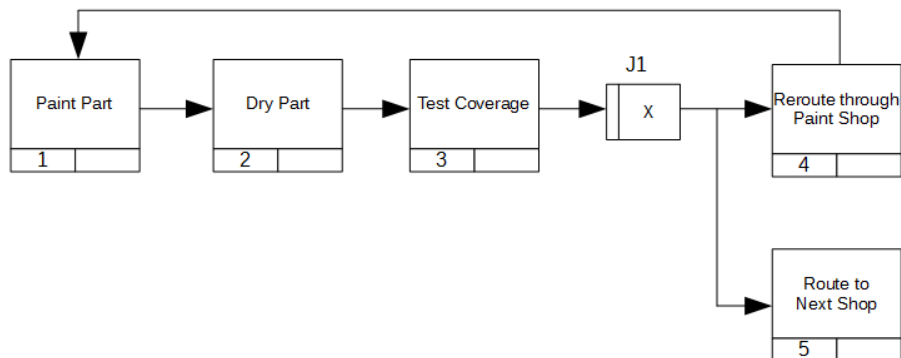 J1
Paint Part
Dry Part
Test Coverage
X
Reroute through
Paint Shop
1
2
3
4
Route to
Next Shop
5